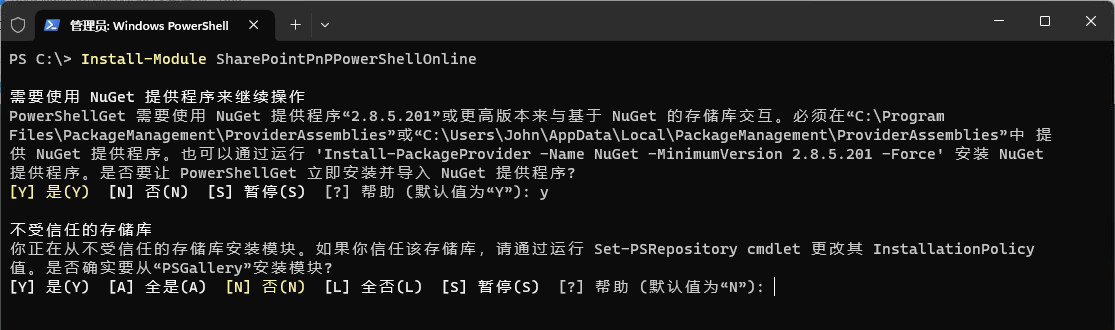 管理员: Windows PowerShell
PS C:\> Install-Module SharePointPnPPowerShellOnline
需要使用 NuGet 提供程序来继续操作
PowerShellGet 需要使用 NuGet 提供程序“2.8.5.201”或更高版本来与基于 NuGet 的存储库交互。必须在“C:\Program
Files\PackageManagement\ProviderAssemblies”或“C:\Users\John\AppData\Local\PackageManagement\ProviderAssemblies”中 提
供 NuGet 提供程序。也可以通过运行 'Install-PackageProvider -Name NuGet -MinimumVersion 2.8.5.201 -Force' 安装 NuGet
提供程序。是否要让 PowerShellGet 立即安装并导入 NuGet 提供程序?
[Y] 是(Y)  [N] 否(N)  [S] 暂停(S)  [?] 帮助 (默认值为“Y”): y
不受信任的存储库
你正在从不受信任的存储库安装模块。如果你信任该存储库，请通过运行 Set-PSRepository cmdlet 更改其 InstallationPolicy
值。是否确实要从“PSGallery”安装模块?
[Y] 是(Y)  [A] 全是(A)  [N] 否(N)  [L] 全否(L)  [S] 暂停(S)  [?] 帮助 (默认值为“N”):